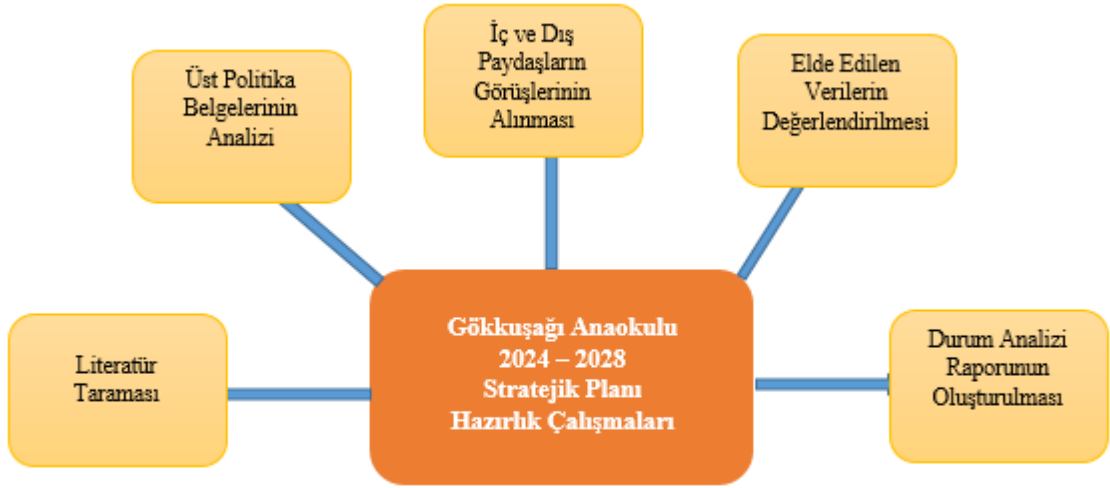 Literatür
Taraması
Üst Politika
Belgelerinin
Analizi
İç ve Dış
Paydaşların
Görüşlerinin
Alınması
Elde Edilen
Verilerin
Değerlendirilmesi
Durum Analizi
Raporunun
Oluşturulması
Gökkuşağı Anaokulu
2024 – 2028
Stratejik Planı
Hazırlık Çalışmaları